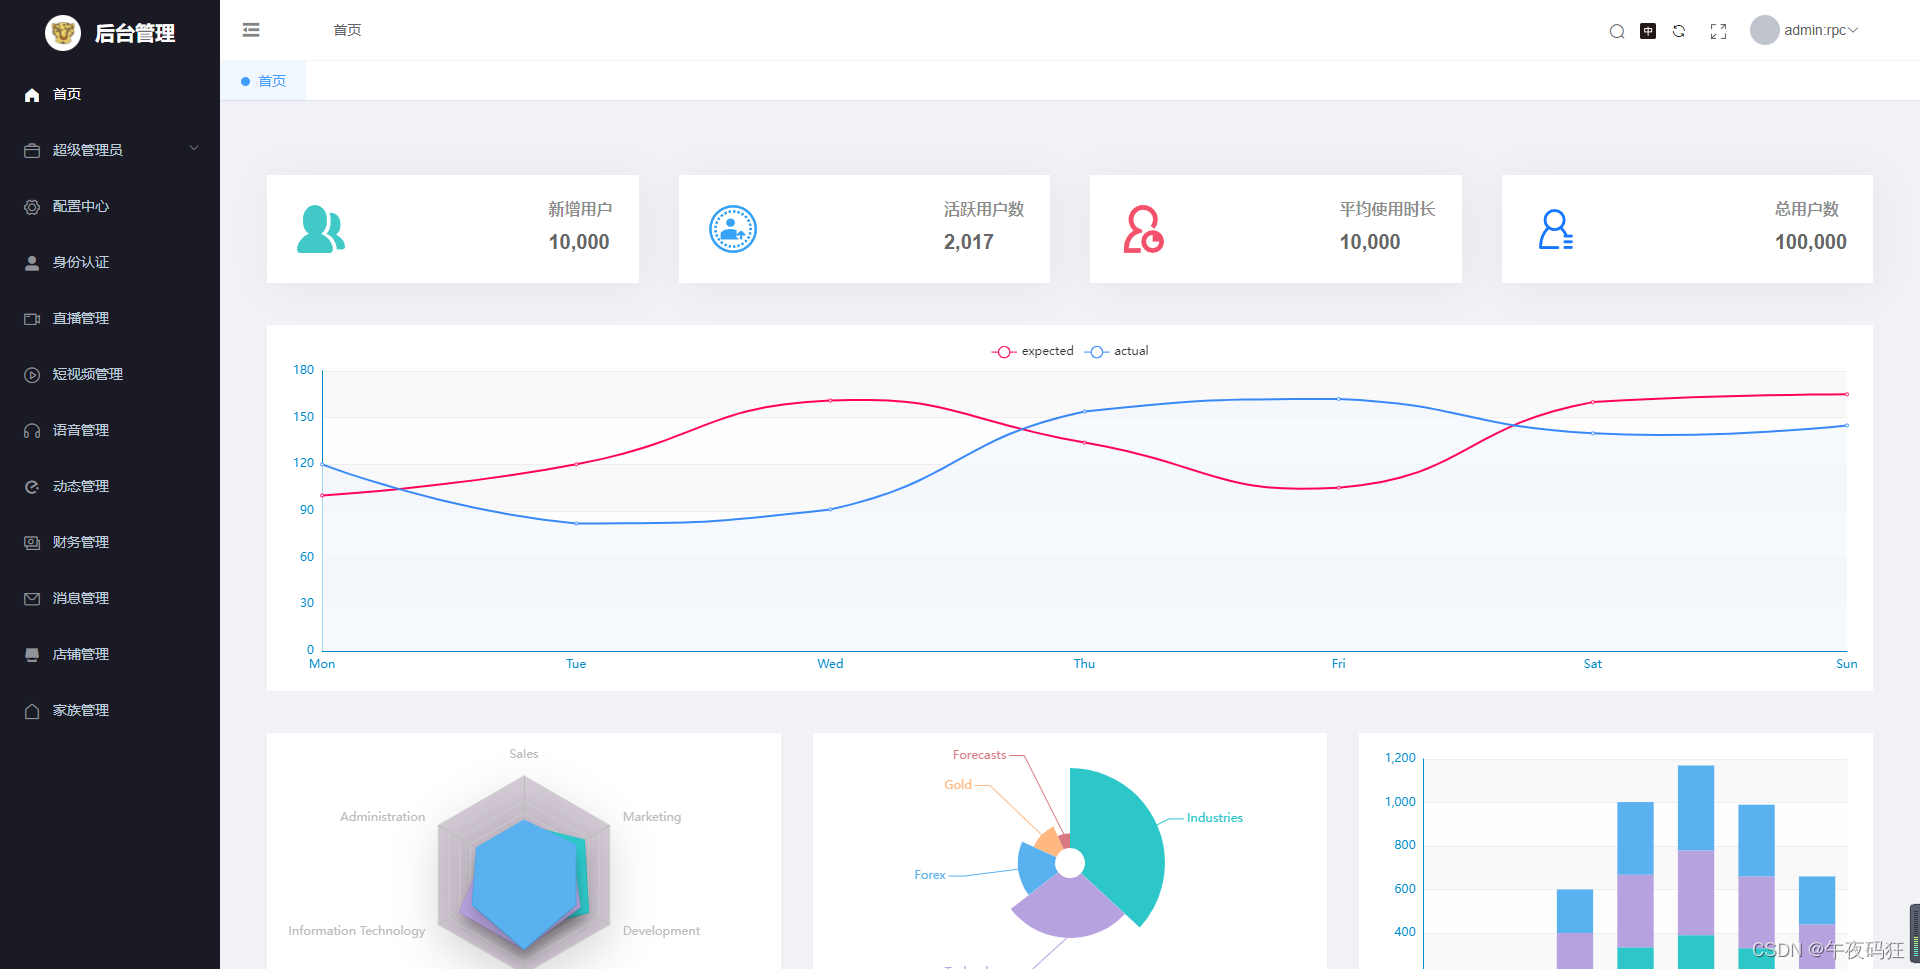 后台管理
首页
超级管理员
配置中心
身份认证
直播管理
短视频管理
语音管理
动态管理
财务管理
消息管理
店铺管理
家族管理
首页
中
admin:rpc
首页
新增用户
10,000
活跃用户数
2,017
平均使用时长
10,000
总用户数
100,000
expected actual
180
150
120
90
60
30
0
Mon Tue Wed Thu Fri Sat Sun
Sales
Administration
Marketing
Information Technology
Development
Forecasts
Gold
Industries
Forex
1,200
1,000
800
600
400
CSDN @午夜码狂